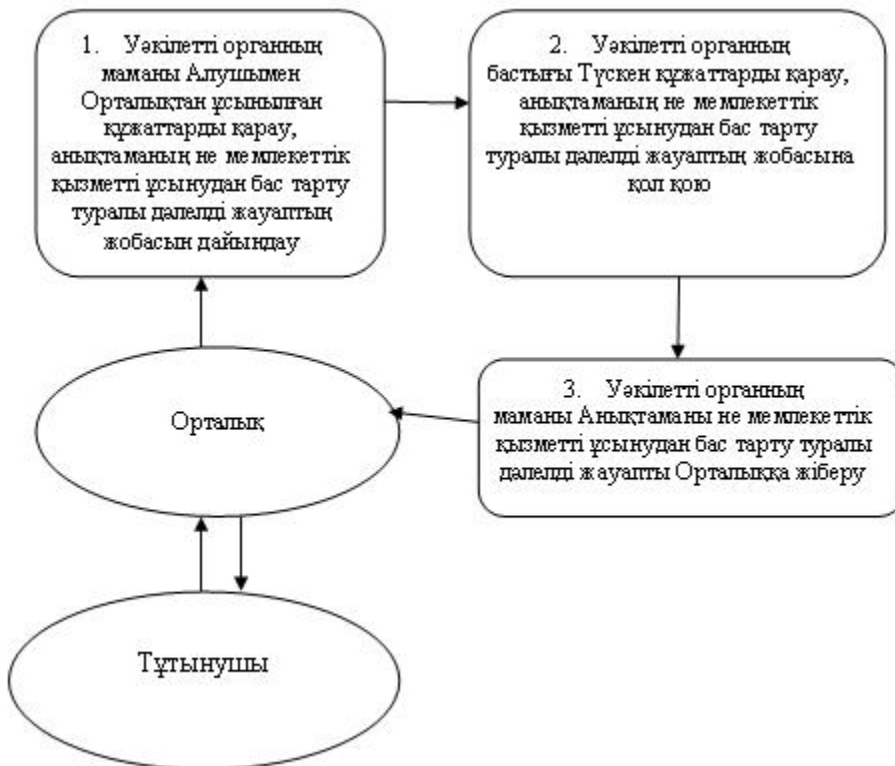 1. Уәкілетті органның
маманы Алушымен
Орталықтан ұсынылған
құжаттарды қарау,
анықтаманың не мемлекеттік
қызметті ұсынудан бас тарту
туралы дәлелді жауаптың
жобасын дайындау
2. Уәкілетті органның
бастығы Түскен құжаттарды қарау,
анықтаманың не мемлекеттік
қызметті ұсынудан бас тарту
туралы дәлелді жауаптың жобасына
қол қою
3. Уәкілетті органның
маманы Анықтаманы не мемлекеттік
қызметті ұсынудан бас тарту туралы
дәлелді жауапты Орталыққа жіберу
Орталық
Тұтынушы